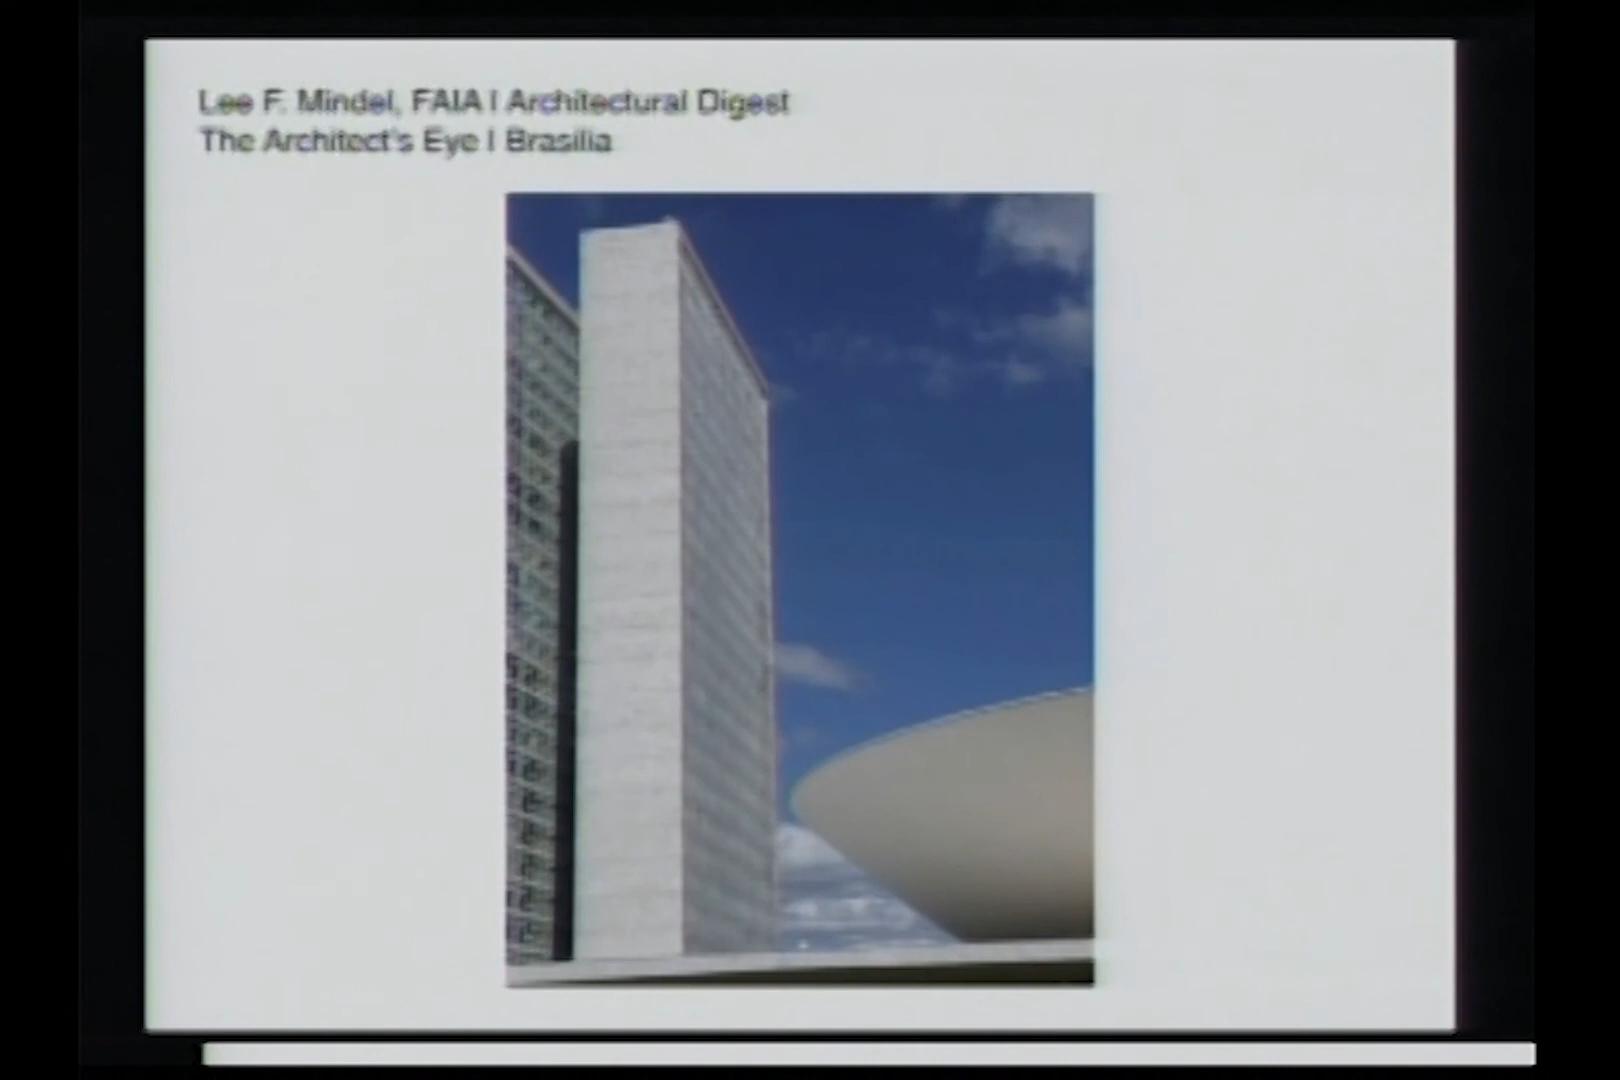 Lee F. Mindel, FAIA | Architectural Digest
The Architect's Eye | Brasilia